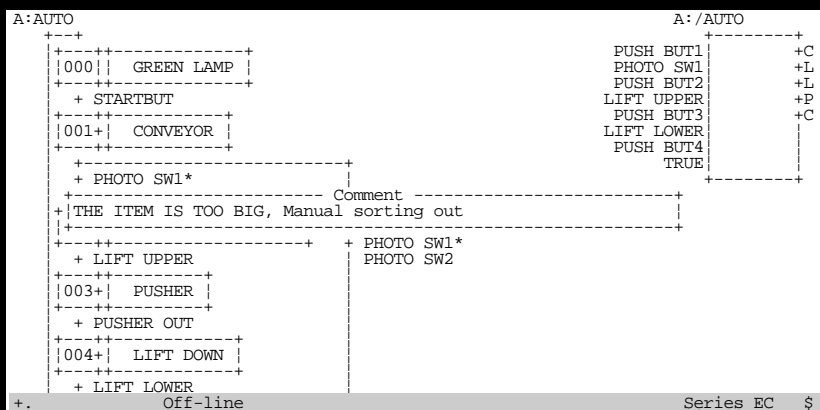 A:AUTO A:/AUTO
PUSH BUT1 C
000 GREEN LAMP PHOTO SW1 L
PUSH BUT2 L
+ STARTBUT LIFT UPPER P
PUSH BUT3 C
001 CONVEYOR LIFT LOWER
PUSH BUT4
TRUE
+ PHOTO SW1*
Comment
THE ITEM IS TOO BIG, Manual sorting out
+ PHOTO SW1*
+ LIFT UPPER PHOTO SW2
003 PUSHER
+ PUSHER OUT
004 LIFT DOWN
+ LIFT LOWER
+. Off-line Series EC $